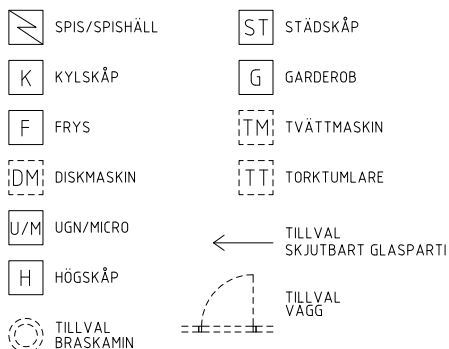 SPIS/SPISHÄLL
K KYLSKÅP
F FRYS
DM DISKMASKIN
U/M UGN/MICRO
H HÖGSKÅP
TILLVAL
BRASKAMIN
ST STÄDSKÅP
G GARDEROB
TM TVÄTTMASKIN
TT TORKTUMLARE
TILLVAL
SKJUTBART GLASPARTI
TILLVAL
VÄGG